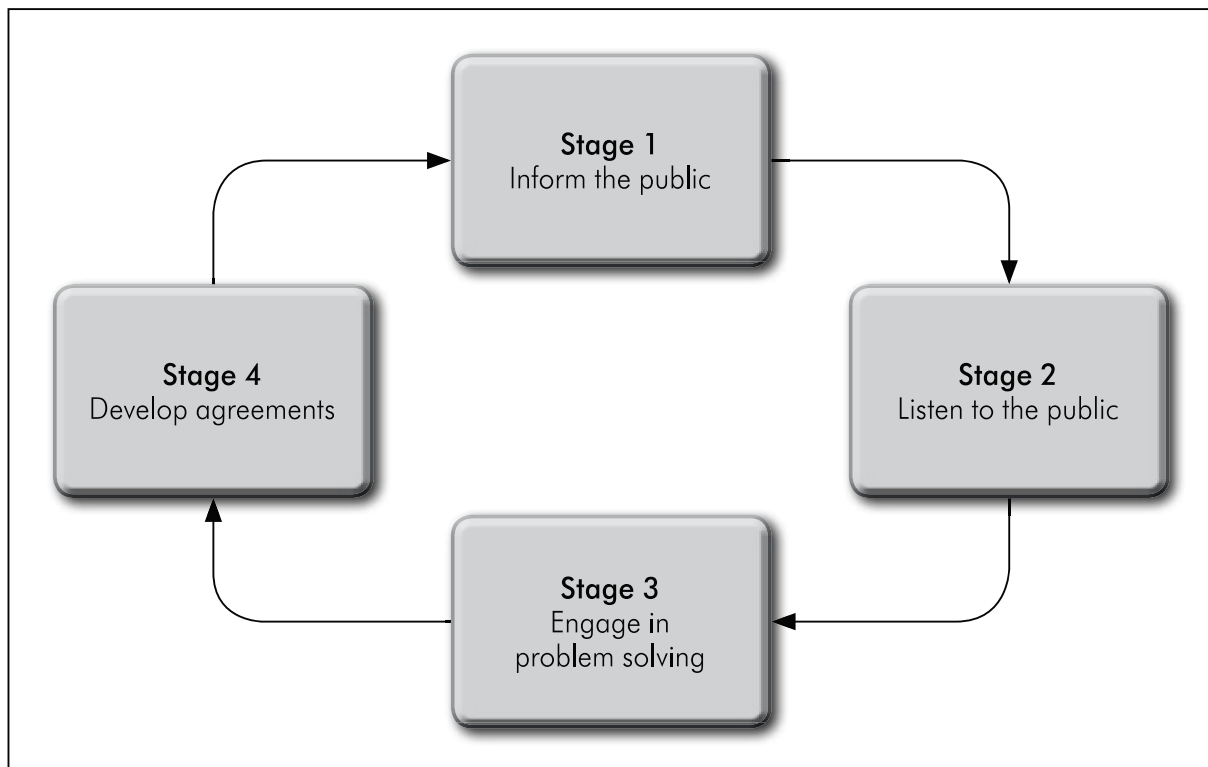 Stage 1
Inform the public
Stage 2
Listen to the public
Stage 3
Engage in
problem solving
Stage 4
Develop agreements